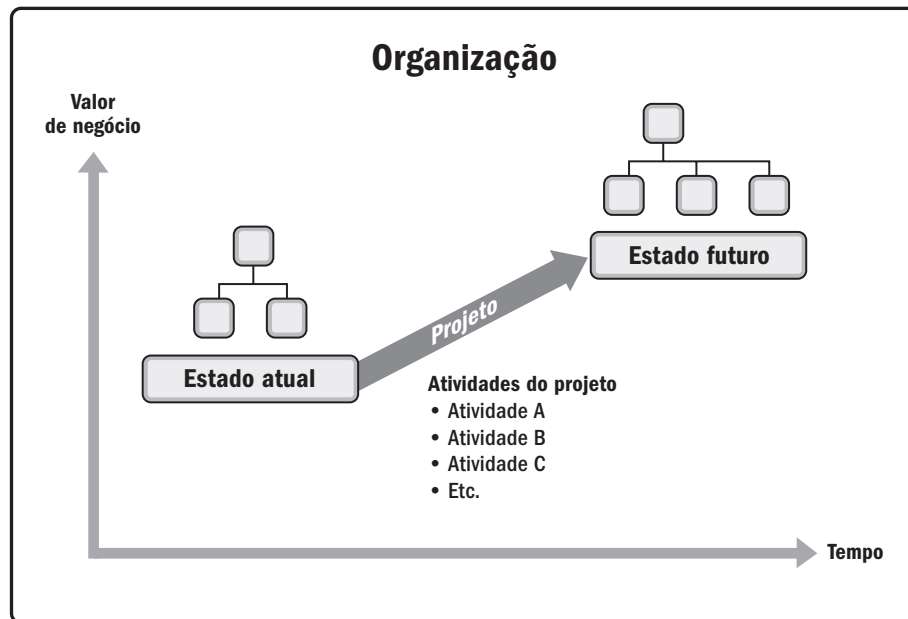 Organização
Valor
de negócio
Estado futuro
Projeto
Estado atual
Atividades do projeto
• Atividade A
• Atividade B
• Atividade C
• Etc.
Tempo